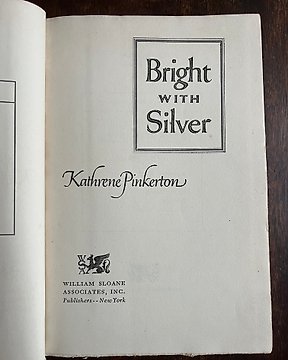 Bright
WITH
Silver
Kathrene Pinkerton
W S
A
WILLIAM SLOANE
ASSOCIATES, INC.
Publishers -- New York